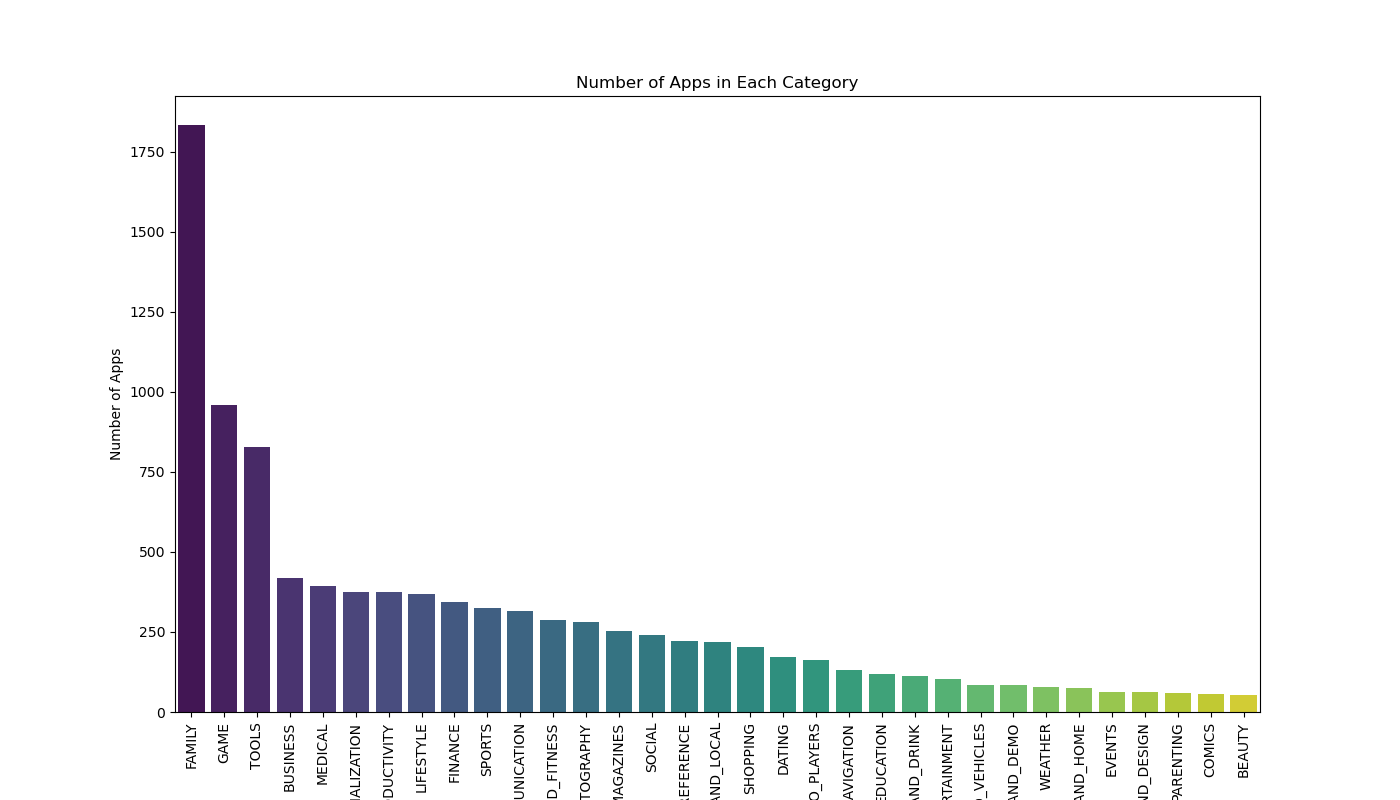 Number of Apps in Each Category
Number of Apps
1750
1500
1250
1000
750
500
250
0
FAMILY
GAME
TOOLS
BUSINESS
MEDICAL
IALIZATION
DUCTIVITY
LIFESTYLE
FINANCE
SPORTS
UNICATION
D_FITNESS
TOGRAPHY
MAGAZINES
SOCIAL
REFERENCE
AND_LOCAL
SHOPPING
DATING
O_PLAYERS
AVIGATION
EDUCATION
AND_DRINK
RTAINMENT
D_VEHICLES
AND_DEMO
WEATHER
AND_HOME
EVENTS
ND_DESIGN
PARENTING
COMICS
BEAUTY